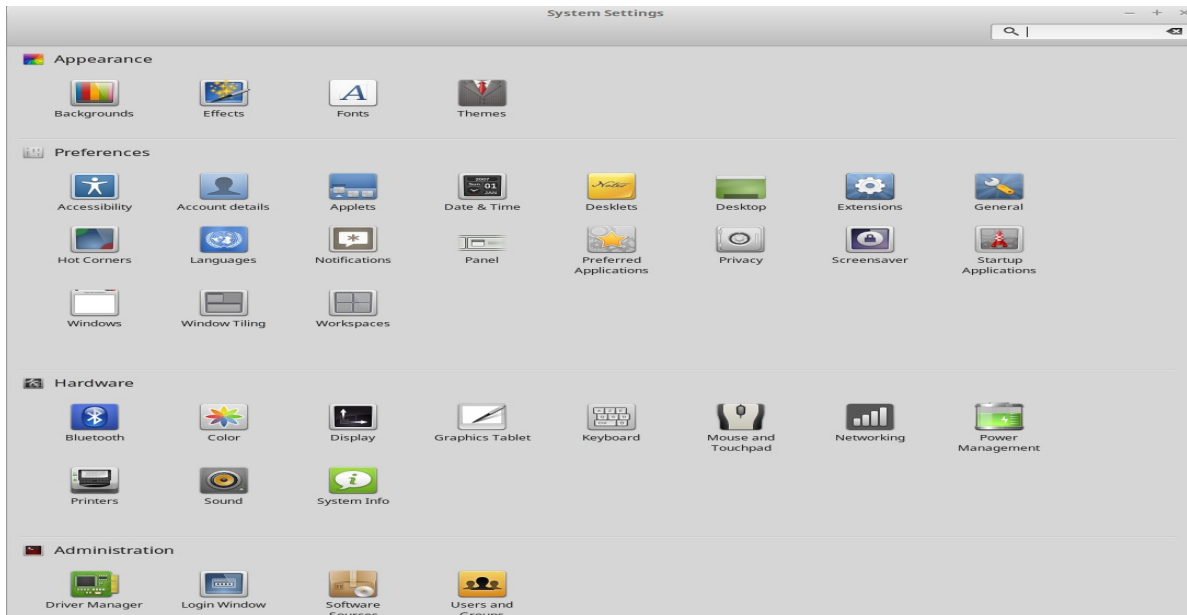 System Settings
Appearance
Backgrounds Effects Fonts Themes
Preferences
Accessibility Account details Applets Date & Time Desklets Desktop Extensions General
Hot Corners Languages Notifications Panel Preferred Applications Privacy Screensaver Startup Applications
Windows Window Tiling Workspaces
Hardware
Bluetooth Color Display Graphics Tablet Keyboard Mouse and Touchpad Networking Power Management
Printers Sound System Info
Administration
Driver Manager Login Window Software Sources Users and Groups